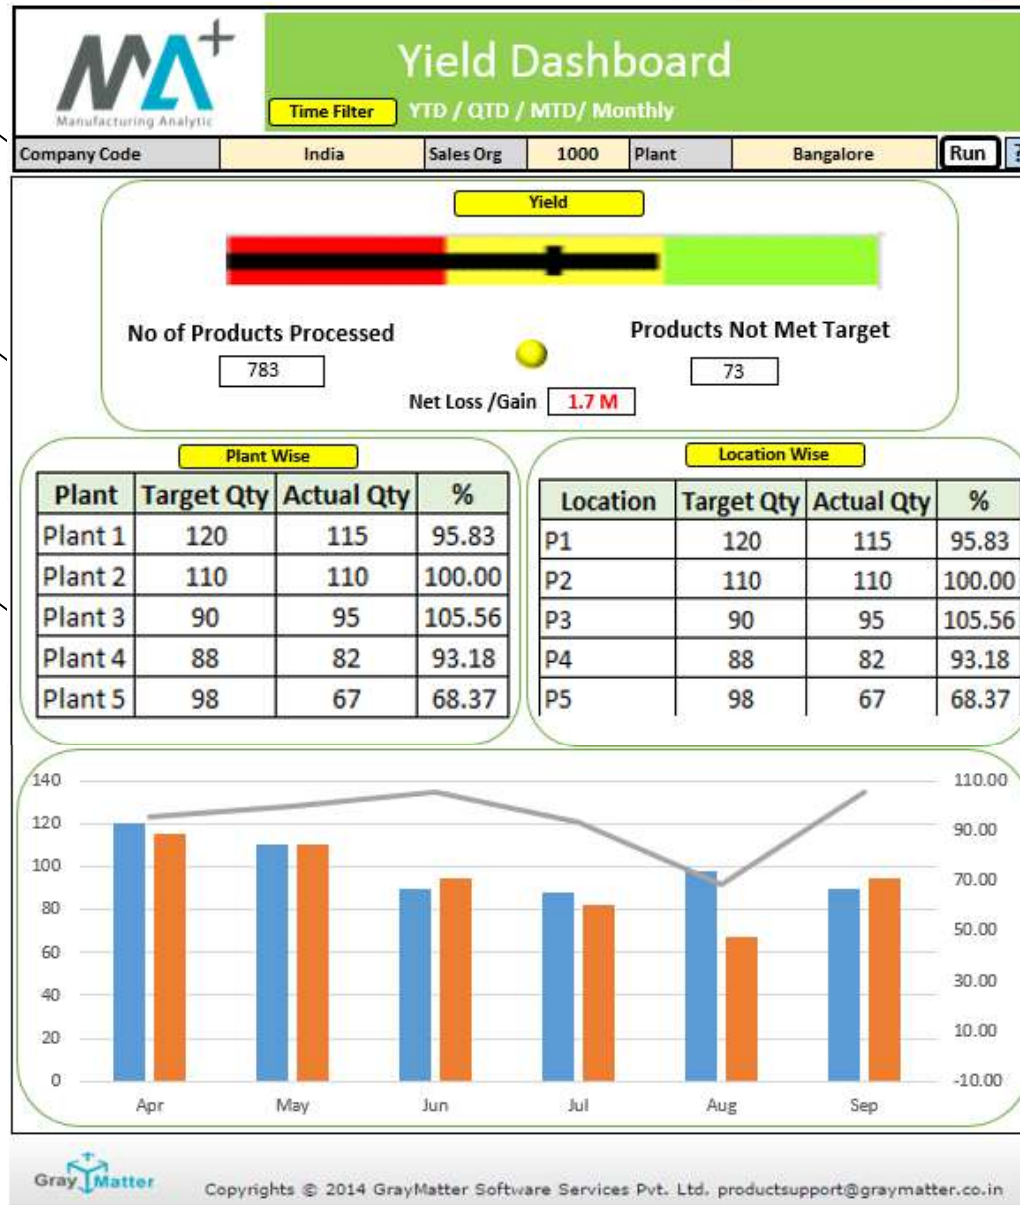 MA+
Manufacturing Analytic
Yield Dashboard
Time Filter YTD / QTD / MTD/ Monthly
Company Code India Sales Org 1000 Plant Bangalore Run ?
Yield
No of Products Processed Products Not Met Target
783 73
Net Loss /Gain 1.7 M
Plant Wise
Plant Target Qty Actual Qty %
Plant 1 120 115 95.83
Plant 2 110 110 100.00
Plant 3 90 95 105.56
Plant 4 88 82 93.18
Plant 5 98 67 68.37
Location Wise
Location Target Qty Actual Qty %
P1 120 115 95.83
P2 110 110 100.00
P3 90 95 105.56
P4 88 82 93.18
P5 98 67 68.37
140 110.00
120 90.00
100 70.00
80 50.00
60 30.00
40 10.00
20 -10.00
0
Apr May Jun Jul Aug Sep
Gray Matter
Copyrights © 2014 GrayMatter Software Services Pvt. Ltd. productsupport@graymatter.co.in